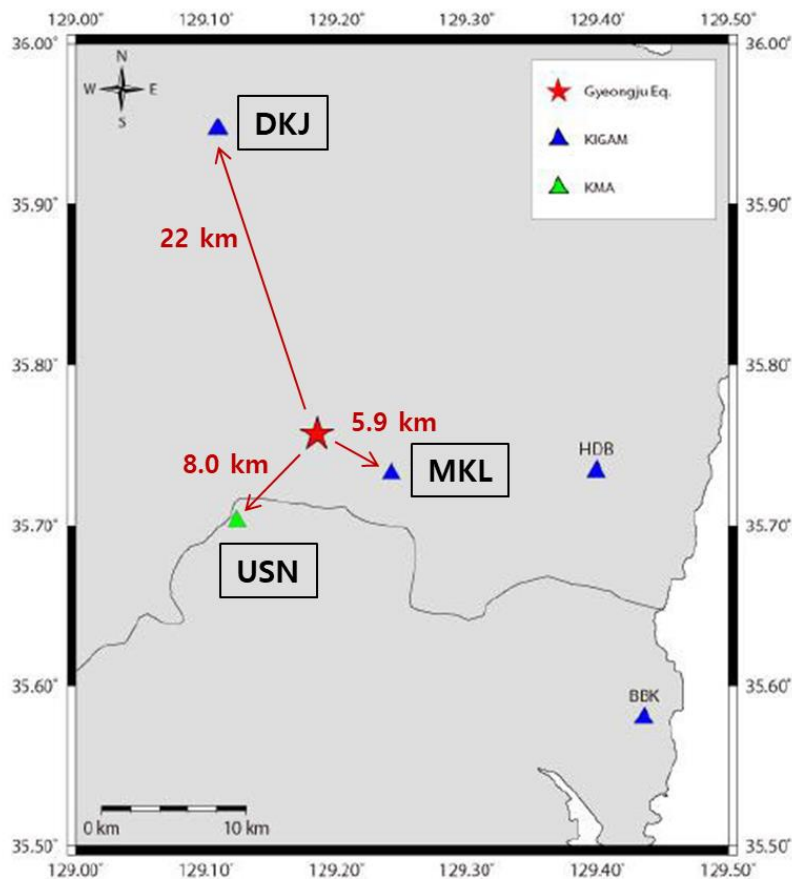 129.00° 129.10° 129.20° 129.30° 129.40° 129.50°
36.00° 36.00°
N
W E
S
Gyeongju Eq.
KIGAM
KMA
DKJ
35.90° 35.90°
22 km
35.80° 35.80°
5.9 km
8.0 km
MKL
HDB
35.70° 35.70°
USN
35.60° 35.60°
BBK
0 km 10 km
35.50° 35.50°
129.00° 129.10° 129.20° 129.30° 129.40° 129.50°